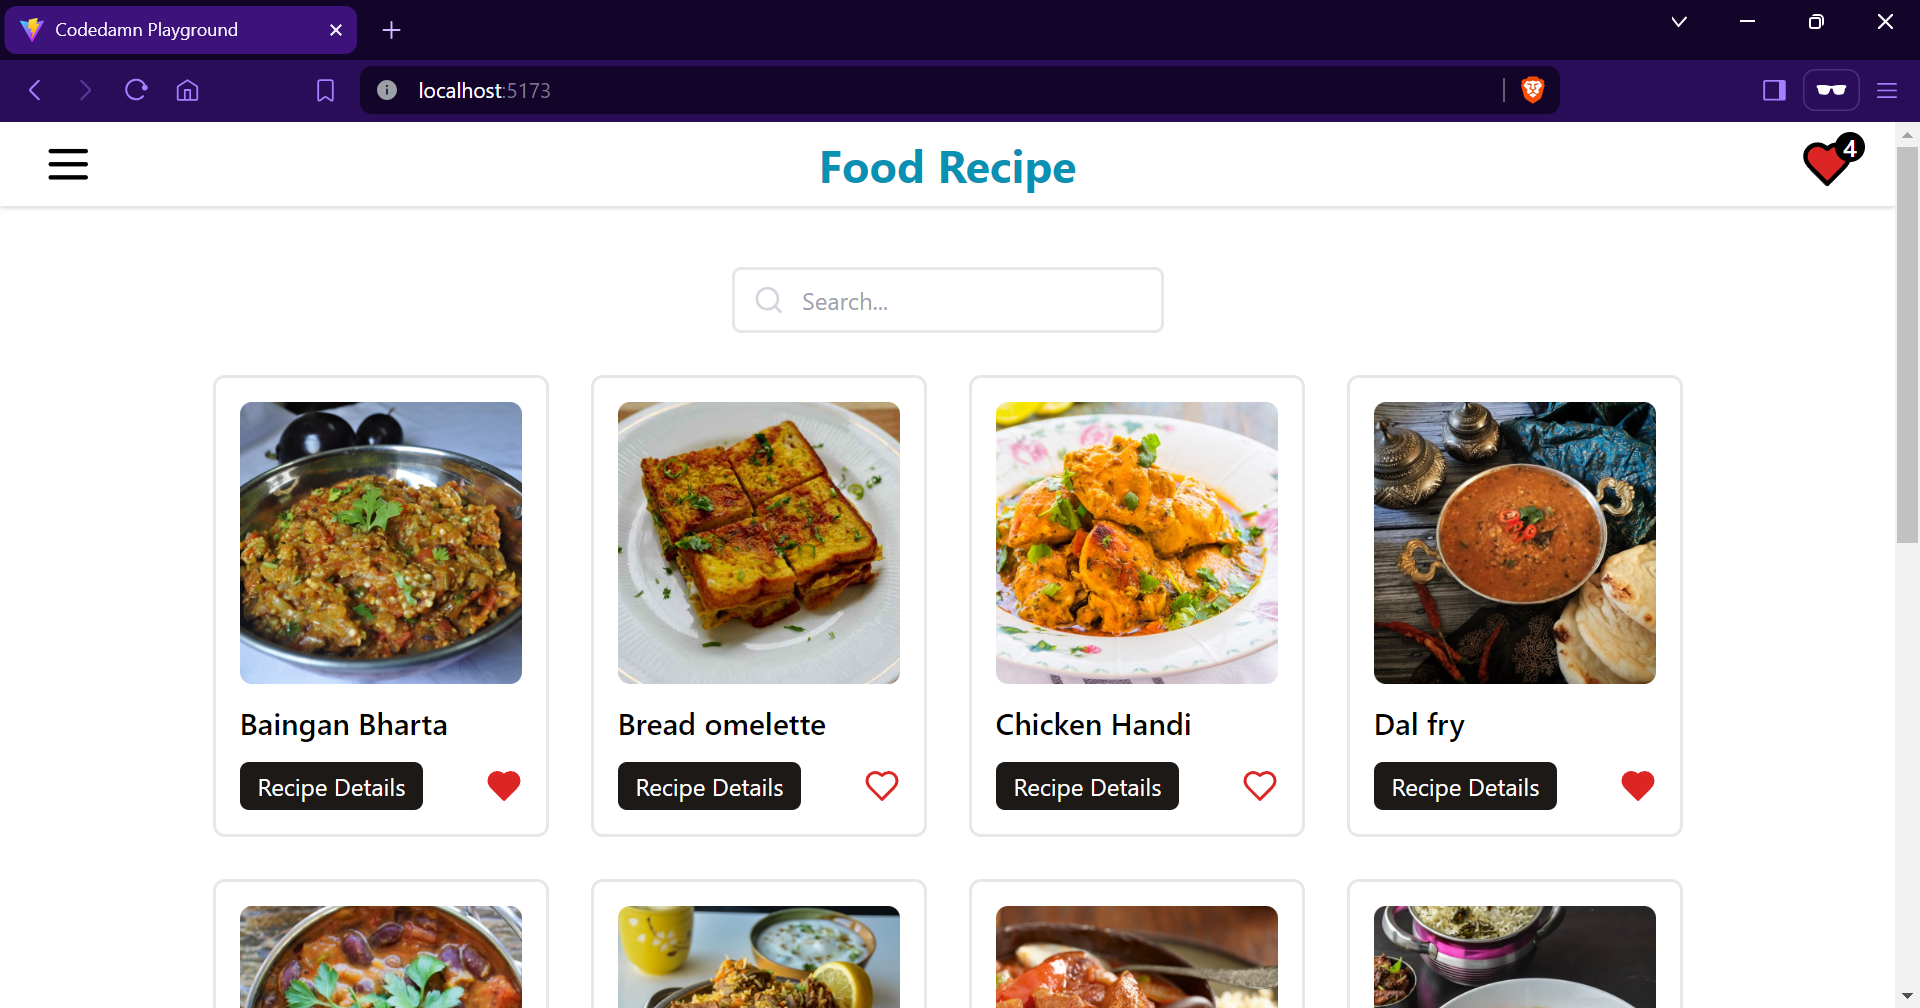 Codedamn Playground
localhost:5173
Food Recipe
4
Search...
Baingan Bharta
Bread omelette
Chicken Handi
Dal fry
Recipe Details
Recipe Details
Recipe Details
Recipe Details